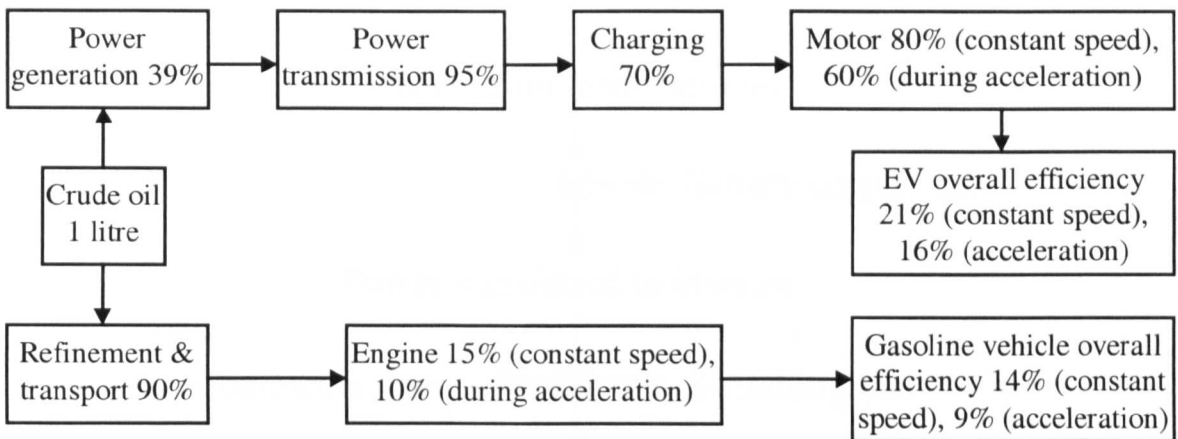 Power
generation 39%
Power
transmission 95%
Charging
70%
Motor 80% (constant speed),
60% (during acceleration)
EV overall efficiency
21% (constant speed),
16% (acceleration)
Crude oil
1 litre
Refinement &
transport 90%
Engine 15% (constant speed),
10% (during acceleration)
Gasoline vehicle overall
efficiency 14% (constant
speed), 9% (acceleration)